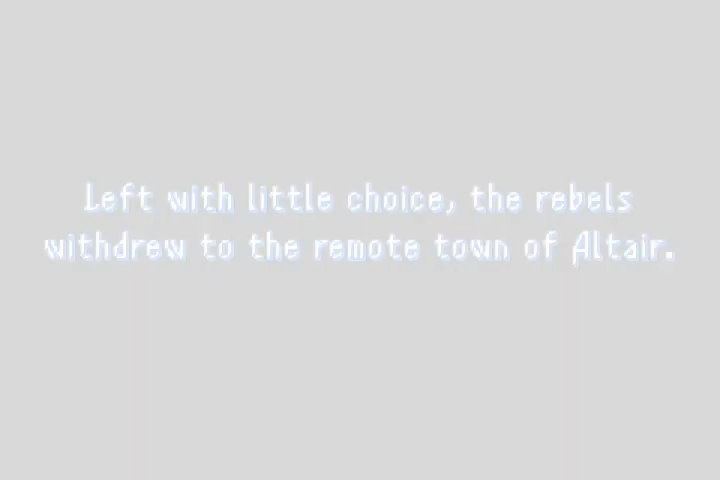 Left with little choice, the rebels
withdrew to the remote town of Altair.